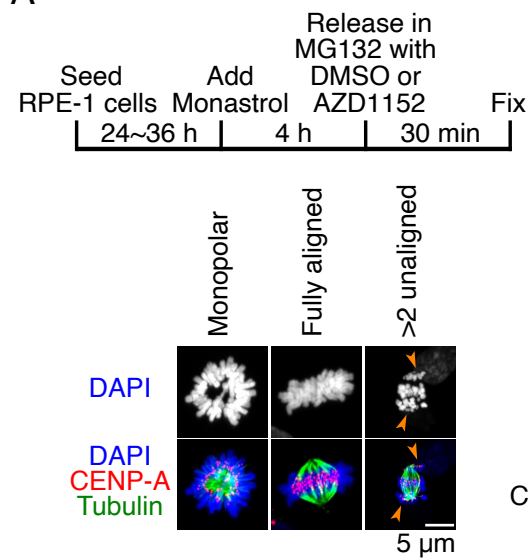 A
Release in
MG132 with
Seed Add DMSO or
RPE-1 cells Monastrol AZD1152 Fix
24~36 h 4 h 30 min
Monopolar
Fully aligned
>2 unaligned
DAPI
DAPI
CENP-A
Tubulin
C
5 μm